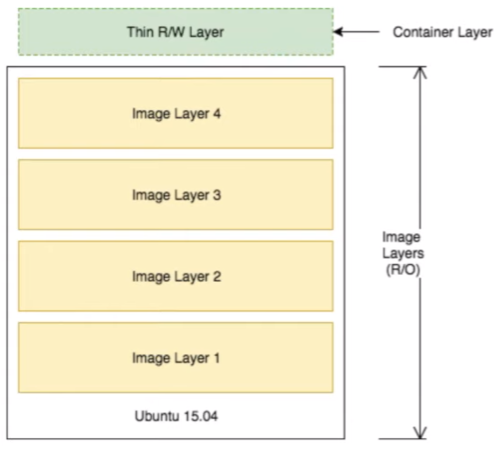 Thin R/W Layer
Container Layer
Image Layer 4
Image Layer 3
Image Layer 2
Image Layer 1
Ubuntu 15.04
Image
Layers
(R/O)